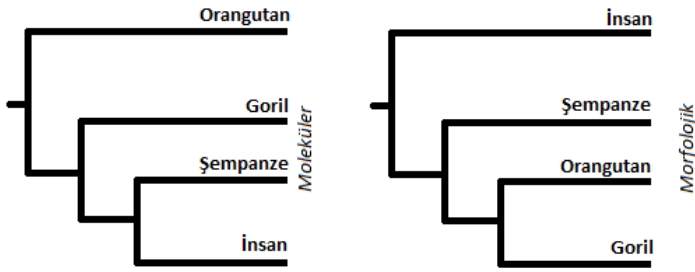 Orangutan
Goril
Şempanze
İnsan
Moleküler
İnsan
Şempanze
Orangutan
Goril
Morfolojik